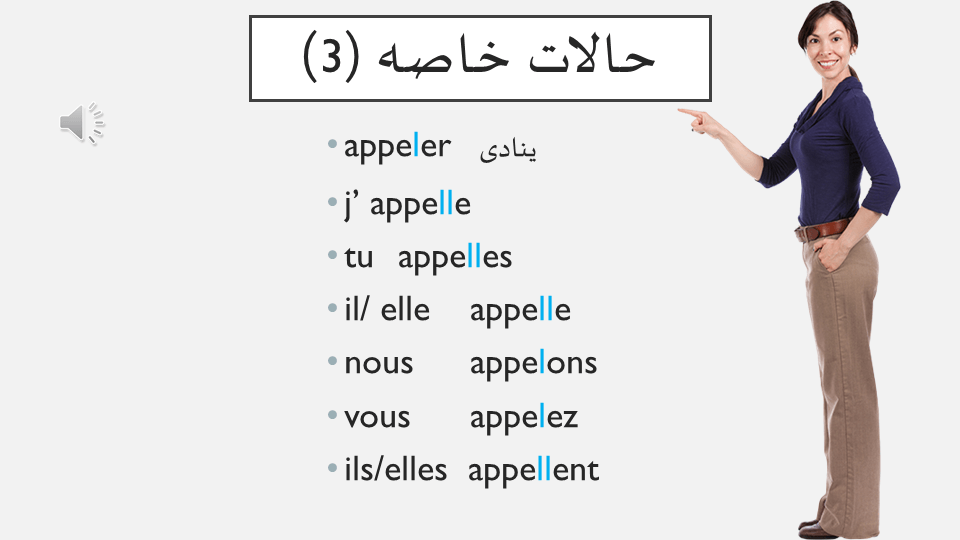 حالات خاصه (3)
• appeler ينادى
• j’ appelle
• tu appelles
• il/ elle appelle
• nous appelons
• vous appelez
• ils/elles appellent